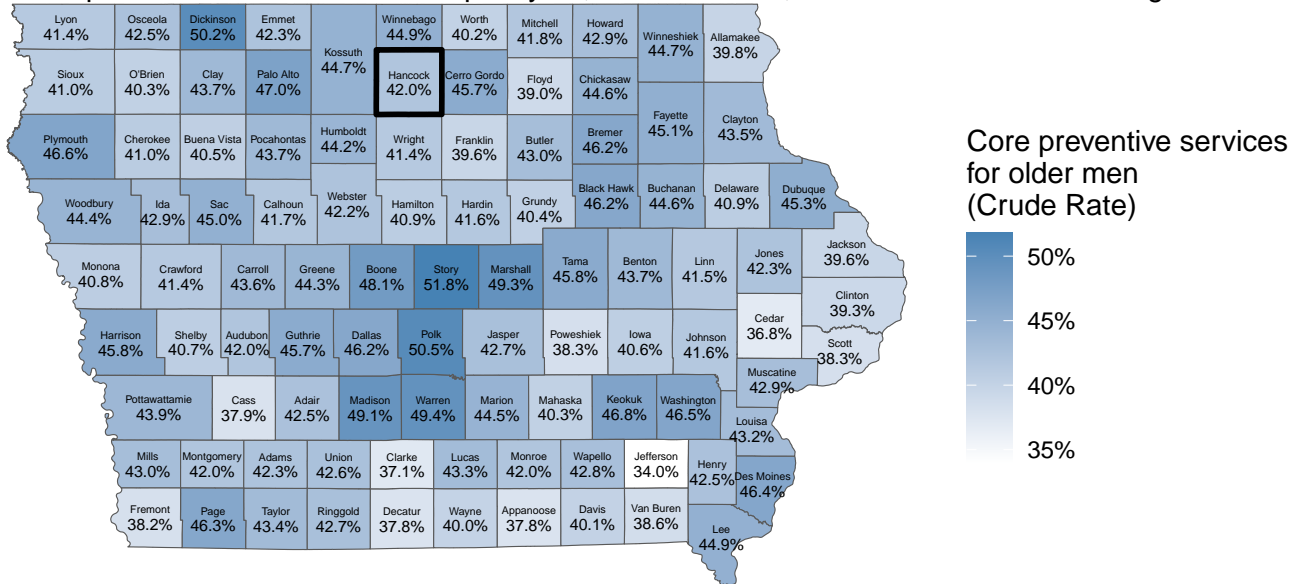 Lyon
41.4%
Osceola
42.5%
Dickinson
50.2%
Emmet
42.3%
Winnebago
44.9%
Worth
40.2%
Mitchell
41.8%
Howard
42.9%
Winneshiek
44.7%
Allamakee
39.8%
Kossuth
44.7%
Sioux
41.0%
O'Brien
40.3%
Clay
43.7%
Palo Alto
47.0%
Hancock
42.0%
Cerro Gordo
45.7%
Floyd
39.0%
Chickasaw
44.6%
Plymouth
46.6%
Cherokee
41.0%
Buena Vista
40.5%
Pocahontas
43.7%
Humboldt
44.2%
Wright
41.4%
Franklin
39.6%
Butler
43.0%
Bremer
46.2%
Fayette
45.1%
Clayton
43.5%
Woodbury
44.4%
Ida
42.9%
Sac
45.0%
Calhoun
41.7%
Webster
42.2%
Hamilton
40.9%
Hardin
41.6%
Grundy
40.4%
Black Hawk
46.2%
Buchanan
44.6%
Delaware
40.9%
Dubuque
45.3%
Monona
40.8%
Crawford
41.4%
Carroll
43.6%
Greene
44.3%
Boone
48.1%
Story
51.8%
Marshall
49.3%
Tama
45.8%
Benton
43.7%
Linn
41.5%
Jones
42.3%
Jackson
39.6%
Clinton
39.3%
Cedar
36.8%
Scott
38.3%
Harrison
45.8%
Shelby
40.7%
Audubon
42.0%
Guthrie
45.7%
Dallas
46.2%
Polk
50.5%
Jasper
42.7%
Poweshiek
38.3%
Iowa
40.6%
Johnson
41.6%
Muscatine
42.9%
Pottawattamie
43.9%
Cass
37.9%
Adair
42.5%
Madison
49.1%
Warren
49.4%
Marion
44.5%
Mahaska
40.3%
Keokuk
46.8%
Washington
46.5%
Louisa
43.2%
Mills
43.0%
Montgomery
42.0%
Adams
42.3%
Union
42.6%
Clarke
37.1%
Lucas
43.3%
Monroe
42.0%
Wapello
42.8%
Jefferson
34.0%
Henry
42.5%
Des Moines
46.4%
Fremont
38.2%
Page
46.3%
Taylor
43.4%
Ringgold
42.7%
Decatur
37.8%
Wayne
40.0%
Appanoose
37.8%
Davis
40.1%
Van Buren
38.6%
Lee
44.9%
Core preventive services
for older men
(Crude Rate)
50%
45%
40%
35%